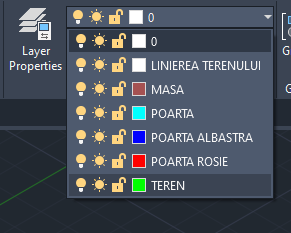 0
Layer
Properties
0
LINIEREA TERENULUI
MASA
POARTA
POARTA ALBASTRA
POARTA ROSIE
TEREN